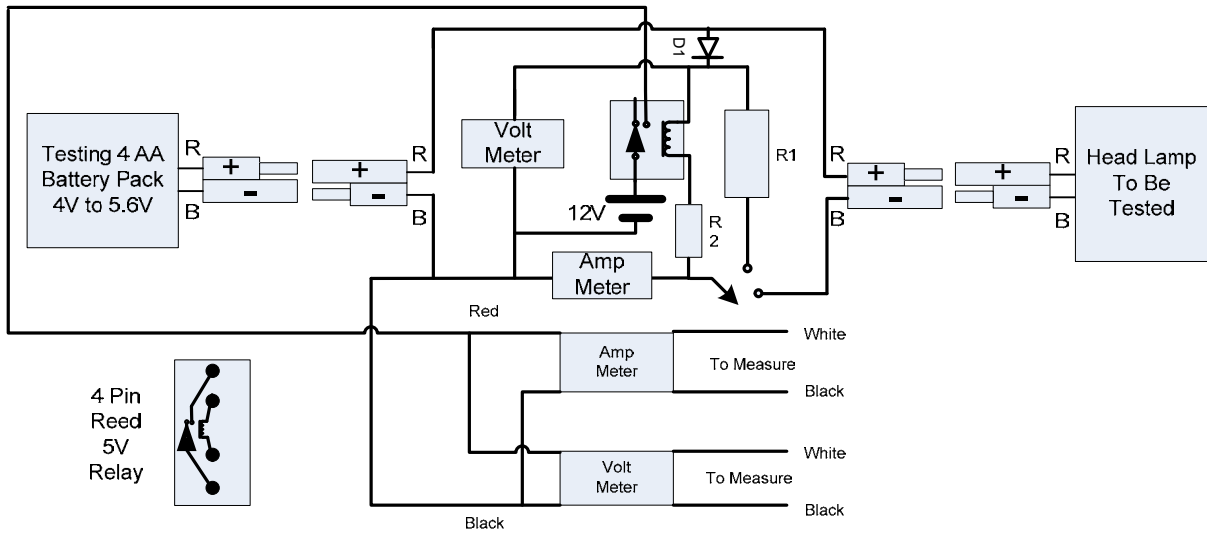 D1
Testing 4 AA
Battery Pack
4V to 5.6V
R
+
-
B
+
-
R
B
Volt
Meter
12V
R
2
R1
Amp
Meter
R
+
-
B
+
-
R
B
Head Lamp
To Be
Tested
Red
Amp
Meter
White
To Measure
Black
4 Pin
Reed
5V
Relay
Volt
Meter
White
To Measure
Black
Black